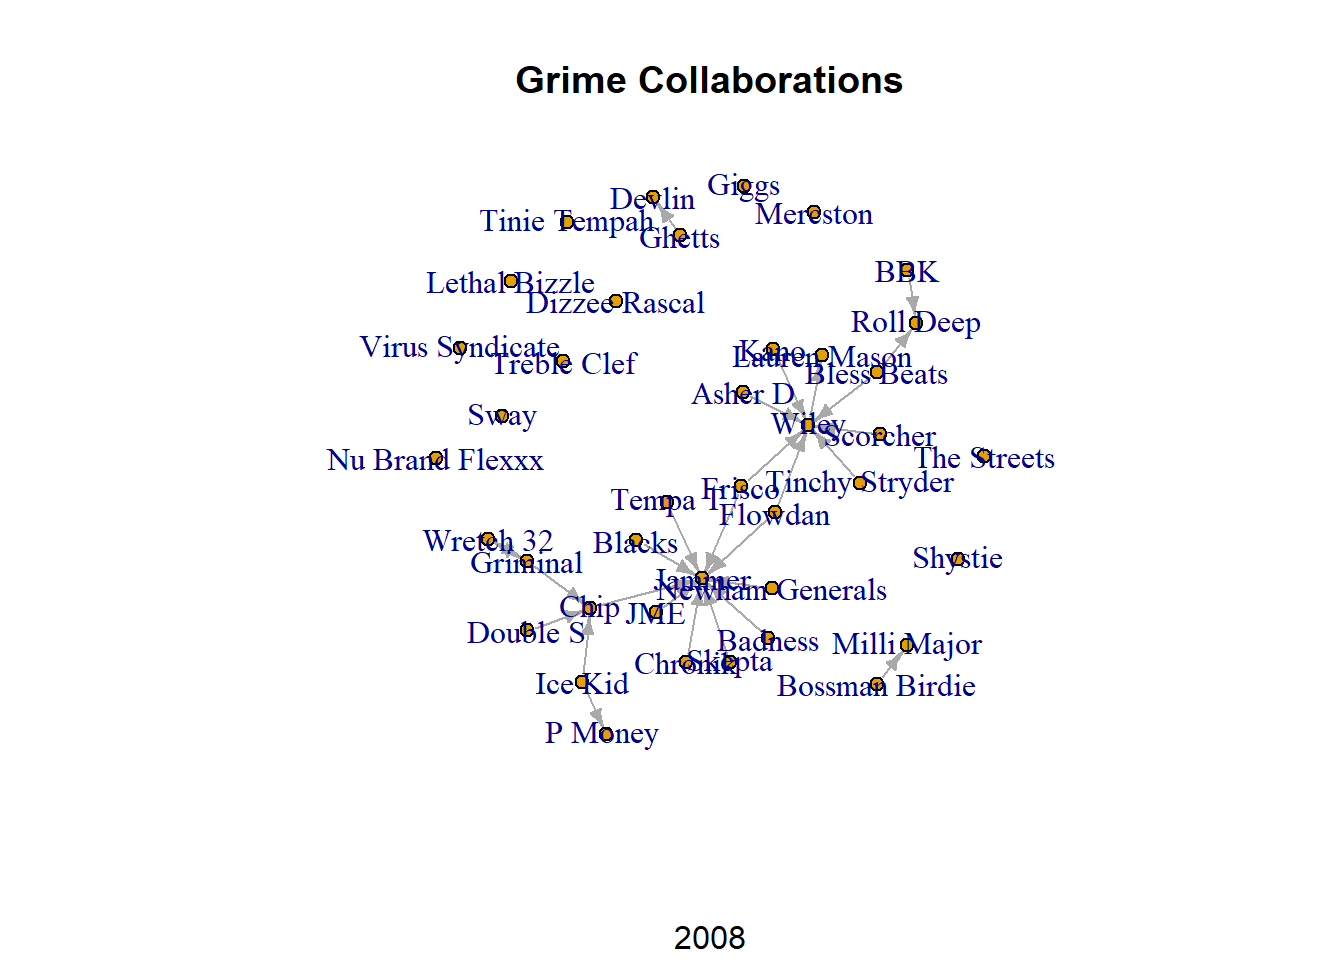 Grime Collaborations
Giggs
Devlin
Mereston
Tinie Tempah
Ghetts
BBK
Lethal Bizzle
Dizzee Rascal
Roll Deep
Virus Syndicate
Kano
Lauren Mason
Treble Clef
Bless Beats
Asher D
Sway
Wiley
Scorcher
Nu Brand Flexxx
The Streets
Tinchy Stryder
Frisco
Tempa T
Flowdan
Wretch 32
Blacks
Shystie
Griminal
Jammer
Newham Generals
Chip
JME
Double S
Badness
Milli Major
Skepta
Chronik
Ice Kid
Bossman Birdie
P Money
2008